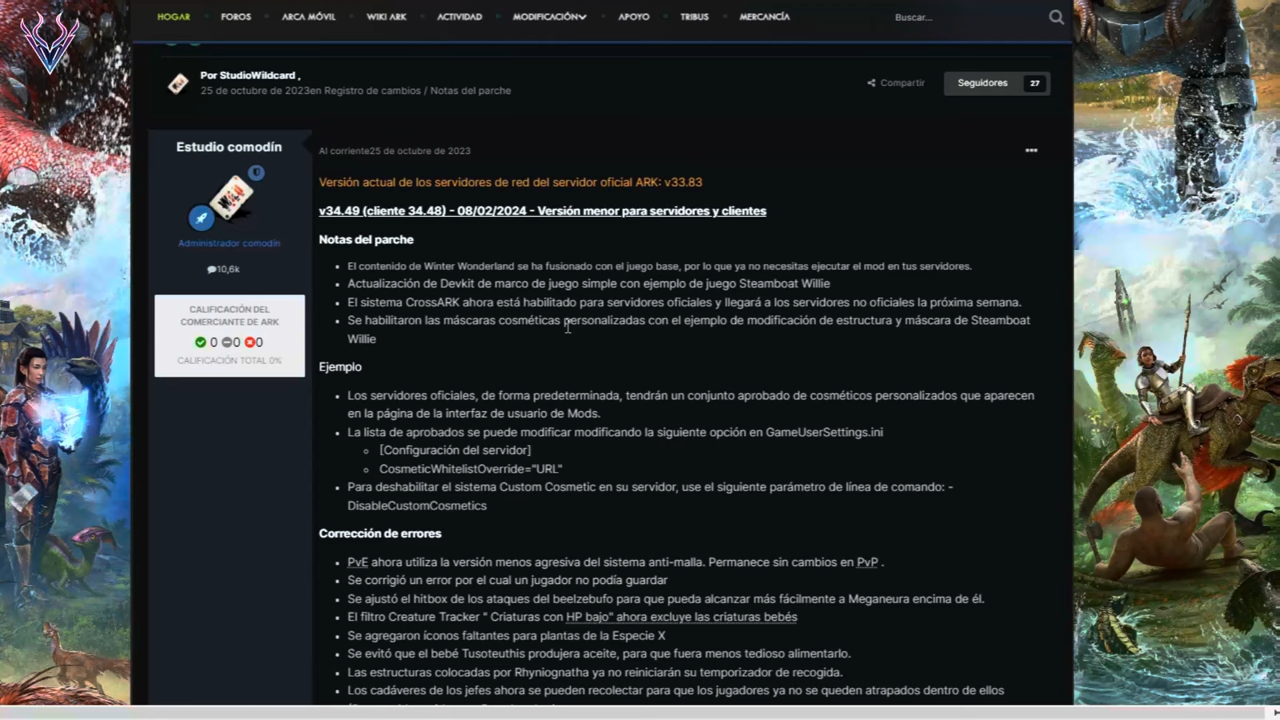 HOGAR FOROS ARCA MÓVIL WIKI ARK ACTIVIDAD MODIFICACIÓN APOYO TRIBUS MERCANCÍA Buscar...
Por StudioWildcard ,
25 de octubre de 2023en Registro de cambios / Notas del parche
Compartir
Seguidores 27
Estudio comodín
Administrador comodín
10,6k
CALIFICACIÓN DEL
COMERCIANTE DE ARK
0 0 0
CALIFICACIÓN TOTAL 0%
Al corriente25 de octubre de 2023
Versión actual de los servidores de red del servidor oficial ARK: v33.83
v34.49 (cliente 34.48) - 08/02/2024 - Versión menor para servidores y clientes
Notas del parche
El contenido de Winter Wonderland se ha fusionado con el juego base, por lo que ya no necesitas ejecutar el mod en tus servidores.
Actualización de Devkit de marco de juego simple con ejemplo de juego Steamboat Willie
El sistema CrossARK ahora está habilitado para servidores oficiales y llegará a los servidores no oficiales la próxima semana.
Se habilitaron las máscaras cosméticas personalizadas con el ejemplo de modificación de estructura y máscara de Steamboat
Willie
Ejemplo
Los servidores oficiales, de forma predeterminada, tendrán un conjunto aprobado de cosméticos personalizados que aparecen
en la página de la interfaz de usuario de Mods.
La lista de aprobados se puede modificar modificando la siguiente opción en GameUserSettings.ini
[Configuración del servidor]
CosmeticWhitelistOverride="URL"
Para deshabilitar el sistema Custom Cosmetic en su servidor, use el siguiente parámetro de línea de comando: -
DisableCustomCosmetics
Corrección de errores
PvE ahora utiliza la versión menos agresiva del sistema anti-malla. Permanece sin cambios en PvP .
Se corrigió un error por el cual un jugador no podía guardar
Se ajustó el hitbox de los ataques del beelzebufo para que pueda alcanzar más fácilmente a Meganeura encima de él.
El filtro Creature Tracker " Criaturas con HP bajo" ahora excluye las criaturas bebés
Se agregaron íconos faltantes para plantas de la Especie X
Se evitó que el bebé Tusoteuthis produjera aceite, para que fuera menos tedioso alimentarlo.
Las estructuras colocadas por Rhyniognatha ya no reiniciarán su temporizador de recogida.
Los cadáveres de los jefes ahora se pueden recolectar para que los jugadores ya no se queden atrapados dentro de ellos